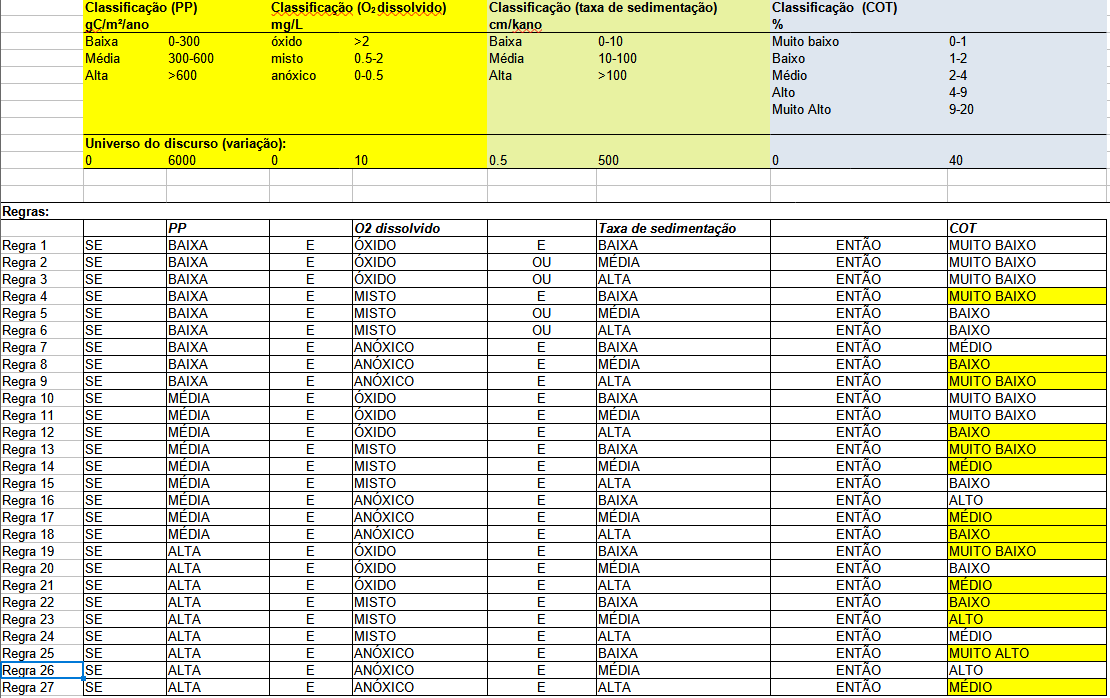 Classificação (PP) Classificação (O₂ dissolvido) Classificação (taxa de sedimentação) Classificação (COT)
gC/m²/ano mg/L cm/kano %
Baixa 0-300 óxido >2 Baixa 0-10 Muito baixo 0-1
Média 300-600 misto 0.5-2 Média 10-100 Baixo 1-2
Alta >600 anóxico 0-0.5 Alta >100 Médio 2-4
Alto 4-9
Muito Alto 9-20
Universo do discurso (variação):
0 6000 0 10 0.5 500 0 40
Regras:
PP O2 dissolvido Taxa de sedimentação COT
Regra 1 SE BAIXA E ÓXIDO E BAIXA ENTÃO MUITO BAIXO
Regra 2 SE BAIXA E ÓXIDO OU MÉDIA ENTÃO MUITO BAIXO
Regra 3 SE BAIXA E ÓXIDO OU ALTA ENTÃO MUITO BAIXO
Regra 4 SE BAIXA E MISTO E BAIXA ENTÃO MUITO BAIXO
Regra 5 SE BAIXA E MISTO OU MÉDIA ENTÃO BAIXO
Regra 6 SE BAIXA E MISTO OU ALTA ENTÃO BAIXO
Regra 7 SE BAIXA E ANÓXICO E BAIXA ENTÃO MÉDIO
Regra 8 SE BAIXA E ANÓXICO E MÉDIA ENTÃO BAIXO
Regra 9 SE BAIXA E ANÓXICO E ALTA ENTÃO MUITO BAIXO
Regra 10 SE MÉDIA E ÓXIDO E BAIXA ENTÃO MUITO BAIXO
Regra 11 SE MÉDIA E ÓXIDO E MÉDIA ENTÃO MUITO BAIXO
Regra 12 SE MÉDIA E ÓXIDO E ALTA ENTÃO BAIXO
Regra 13 SE MÉDIA E MISTO E BAIXA ENTÃO MUITO BAIXO
Regra 14 SE MÉDIA E MISTO E MÉDIA ENTÃO MÉDIO
Regra 15 SE MÉDIA E MISTO E ALTA ENTÃO BAIXO
Regra 16 SE MÉDIA E ANÓXICO E BAIXA ENTÃO ALTO
Regra 17 SE MÉDIA E ANÓXICO E MÉDIA ENTÃO MÉDIO
Regra 18 SE MÉDIA E ANÓXICO E ALTA ENTÃO BAIXO
Regra 19 SE ALTA E ÓXIDO E BAIXA ENTÃO MUITO BAIXO
Regra 20 SE ALTA E ÓXIDO E MÉDIA ENTÃO BAIXO
Regra 21 SE ALTA E ÓXIDO E ALTA ENTÃO MÉDIO
Regra 22 SE ALTA E MISTO E BAIXA ENTÃO BAIXO
Regra 23 SE ALTA E MISTO E MÉDIA ENTÃO ALTO
Regra 24 SE ALTA E MISTO E ALTA ENTÃO MÉDIO
Regra 25 SE ALTA E ANÓXICO E BAIXA ENTÃO MUITO ALTO
Regra 26 SE ALTA E ANÓXICO E MÉDIA ENTÃO ALTO
Regra 27 SE ALTA E ANÓXICO E ALTA ENTÃO MÉDIO